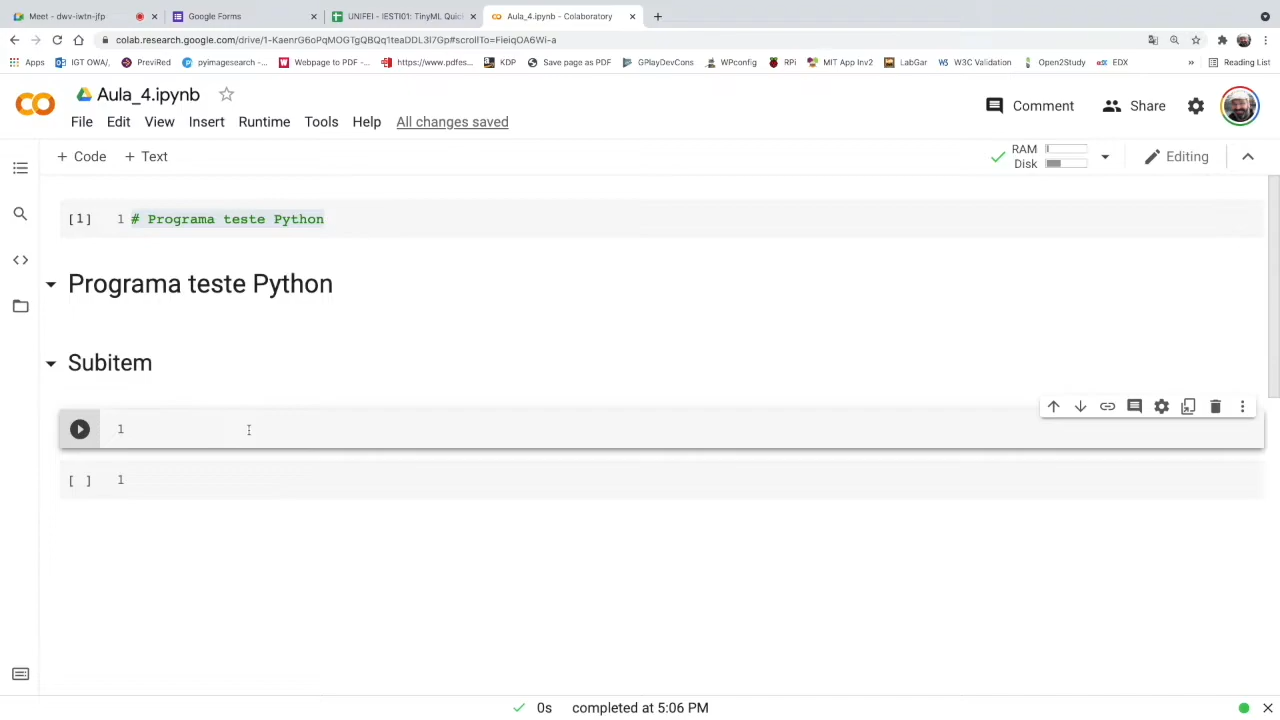 Meet - dwv-iwtn-jfp
Google Forms
UNIFEI - IESTI01: TinyML Quick
Aula_4.ipynb - Colaboratory
colab.research.google.com/drive/1-KaenrG6oPqMOGTgQBQq1teaDDL3I7Gp#scrollTo=FieiqOA6Wi-a
Apps
IGT OWA/,
PreviRed
pyimagesearch -...
Webpage to PDF -...
https://www.pdfes...
KDP
Save page as PDF
GPlayDevCons
WPconfig
RPi
MIT App Inv2
LabGar
W3C Validation
Open2Study
EDX
»
Reading List
Aula_4.ipynb
Comment
Share
File Edit View Insert Runtime Tools Help All changes saved
+ Code + Text
RAM
Disk
Editing
[1] 1 # Programa teste Python
Programa teste Python
Subitem
1
[ ] 1
0s completed at 5:06 PM